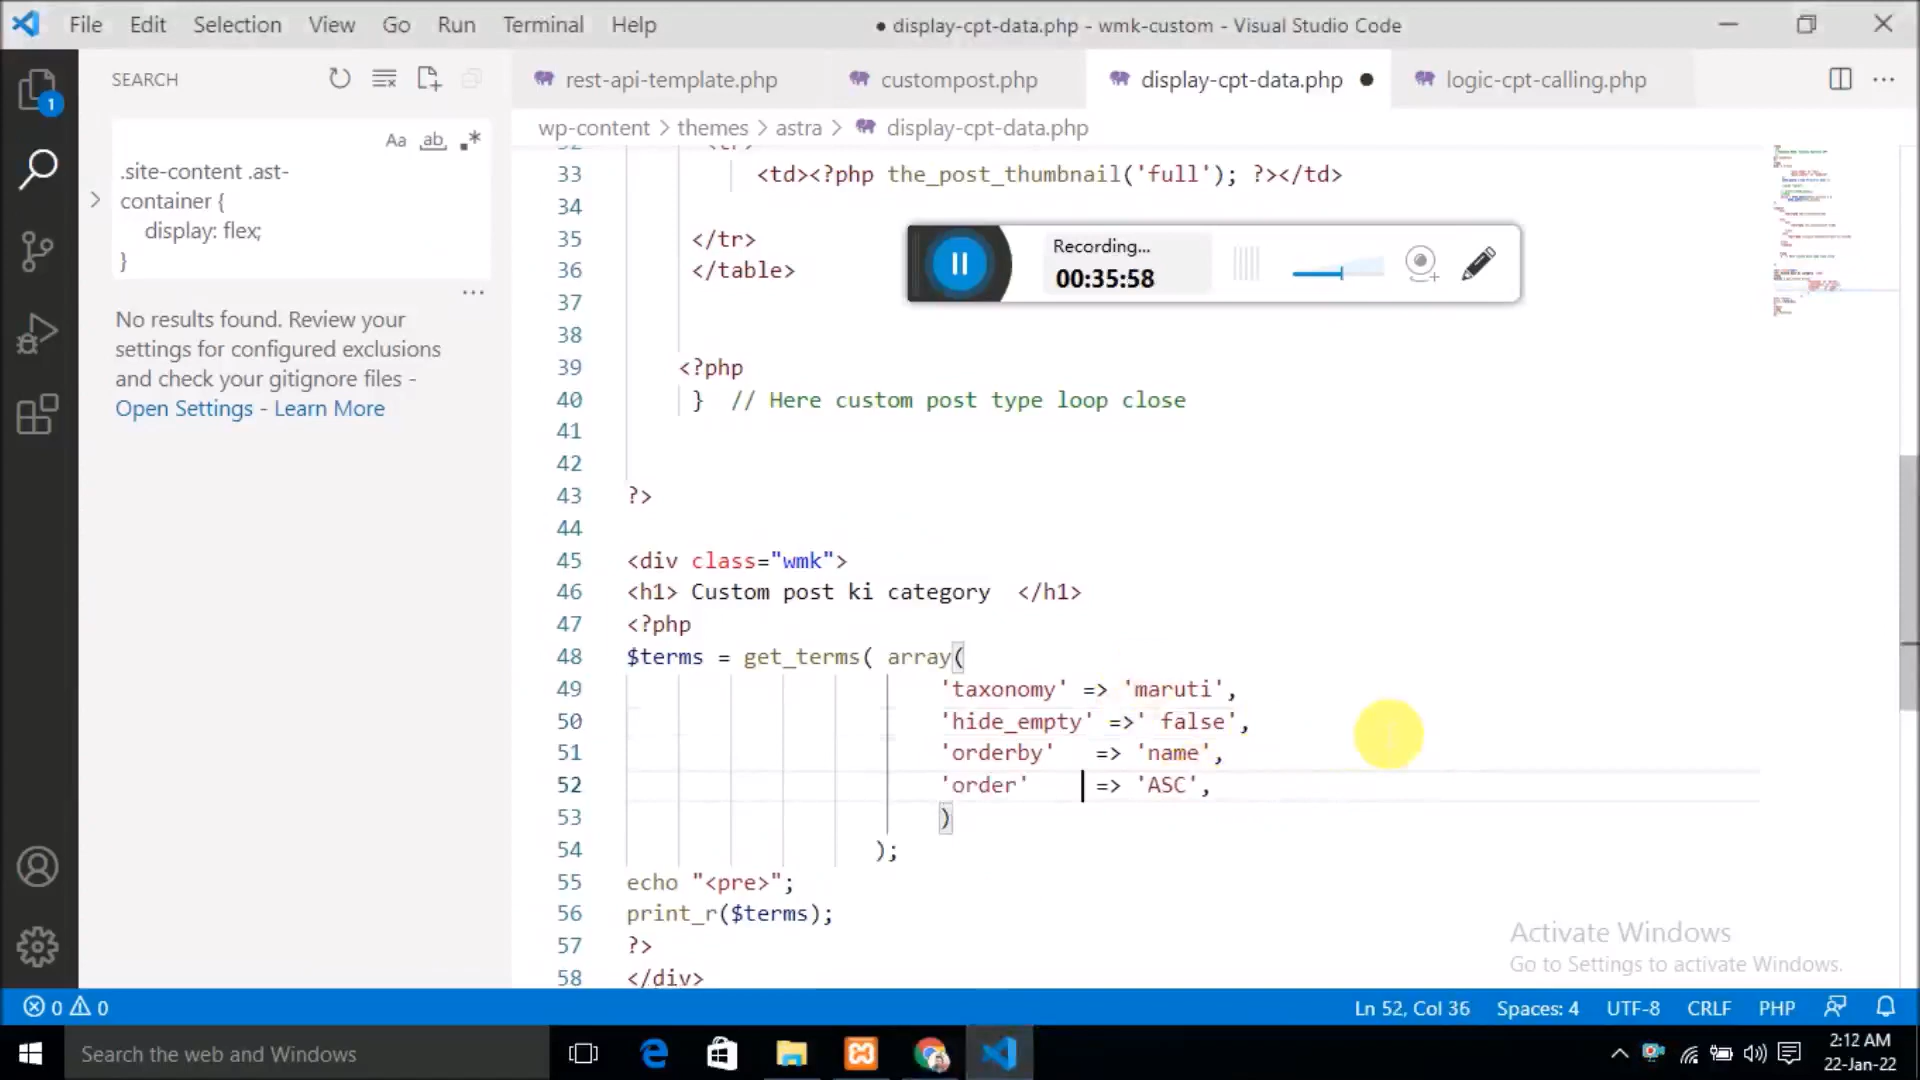 File Edit Selection View Go Run Terminal Help
● display-cpt-data.php - wmk-custom - Visual Studio Code
SEARCH
rest-api-template.php
custompost.php
display-cpt-data.php ●
logic-cpt-calling.php
1
Aa ab
wp-content > themes > astra > display-cpt-data.php
.site-content .ast-
container {
display: flex;
}
No results found. Review your
settings for configured exclusions
and check your gitignore files -
Open Settings - Learn More
32 <tr>
33 <td><?php the_post_thumbnail('full'); ?></td>
34
35 </tr>
36 </table>
37
38
39 <?php
40 } // Here custom post type loop close
41
42
43 ?>
44
45 <div class="wmk">
46 <h1> Custom post ki category </h1>
47 <?php
48 $terms = get_terms( array(
49 'taxonomy' => 'maruti',
50 'hide_empty' =>' false',
51 'orderby' => 'name',
52 'order' => 'ASC',
53 )
54 );
55 echo "<pre>";
56 print_r($terms);
57 ?>
58 </div>
Recording...
00:35:58
Activate Windows
Go to Settings to activate Windows.
0 0
Ln 52, Col 36 Spaces: 4 UTF-8 CRLF PHP
Search the web and Windows
2:12 AM
22-Jan-22